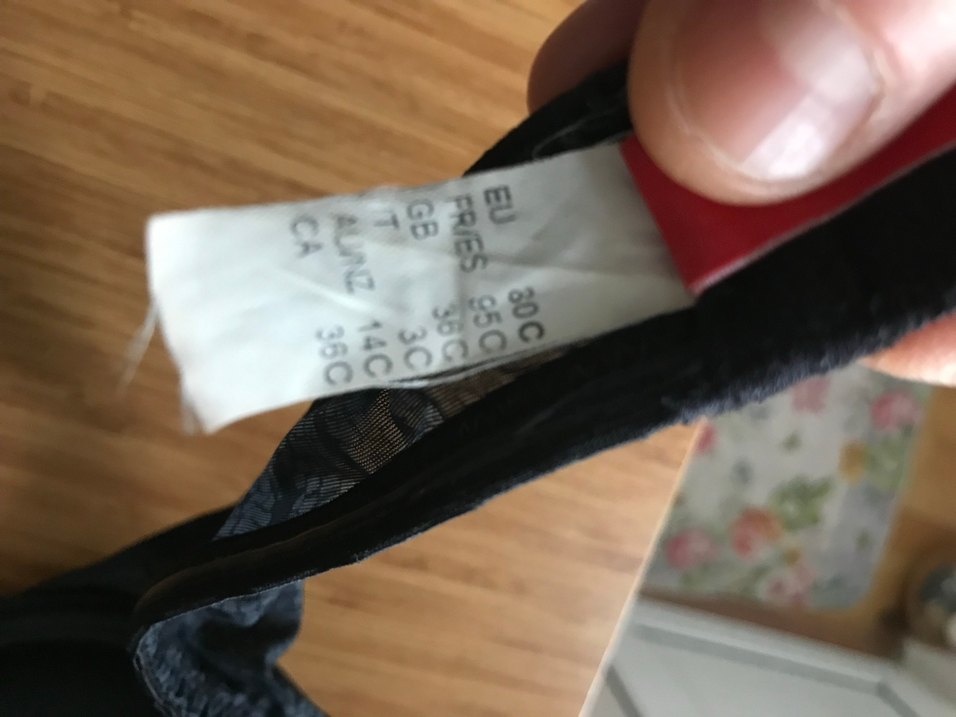 EU 80C
FR/ES 95C
GB 36C
IT 3C
AU/NZ 14C
CA 36C